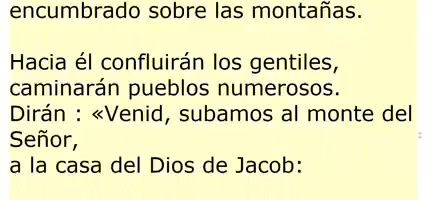 encumbrado sobre las montañas.
Hacia él confluirán los gentiles,
caminarán pueblos numerosos.
Dirán : «Venid, subamos al monte del
Señor,
a la casa del Dios de Jacob: